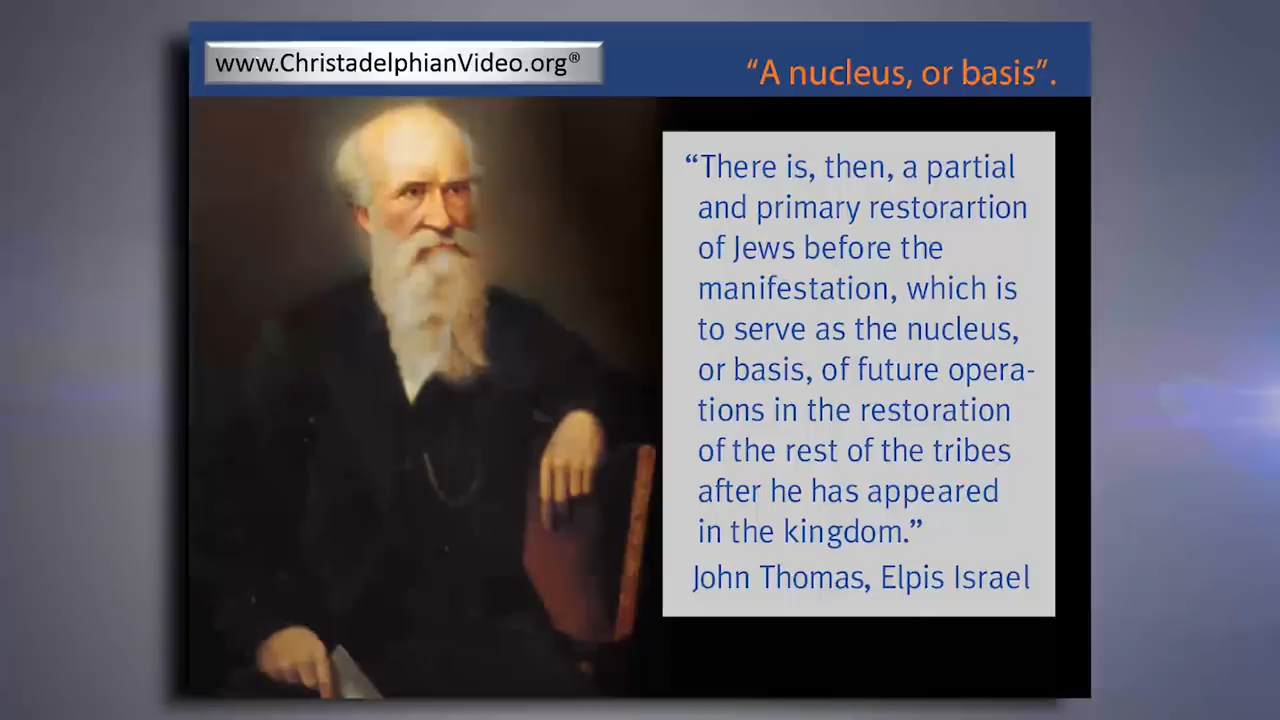 www.ChristadelphianVideo.org®
“A nucleus, or basis”.
“There is, then, a partial
and primary restorartion
of Jews before the
manifestation, which is
to serve as the nucleus,
or basis, of future opera-
tions in the restoration
of the rest of the tribes
after he has appeared
in the kingdom.”
John Thomas, Elpis Israel